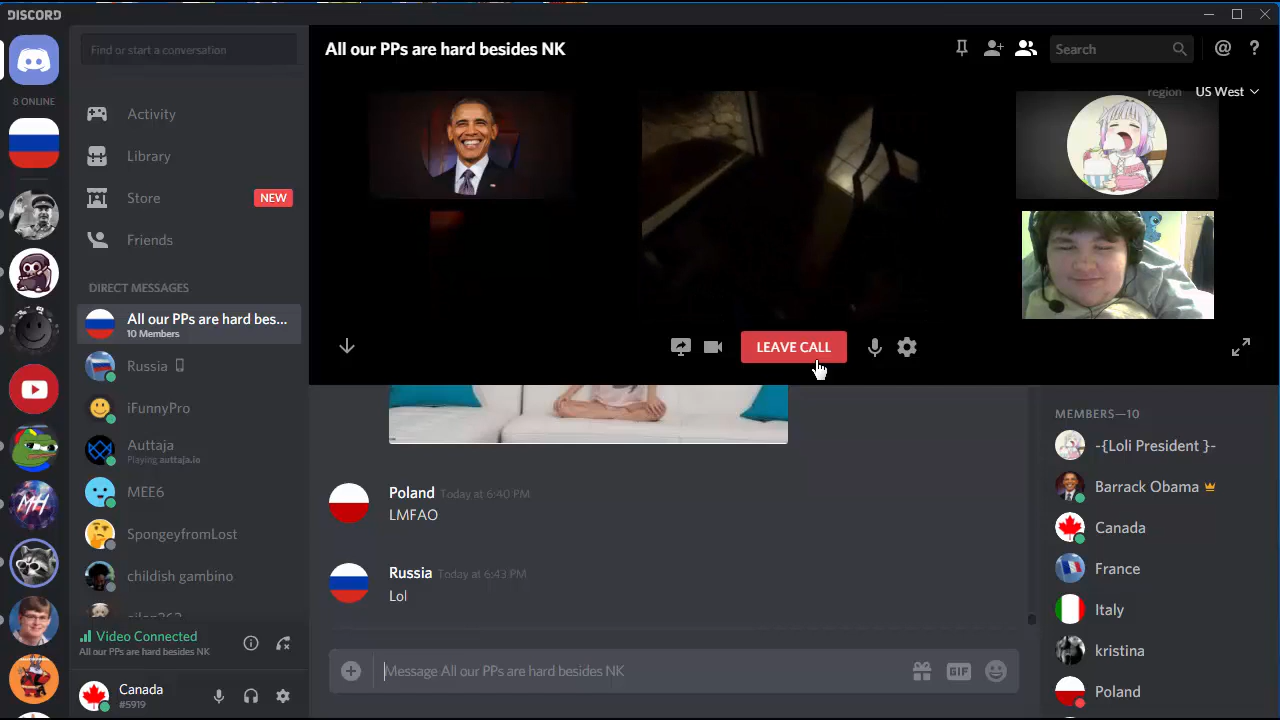 DISCORD
Find or start a conversation
8 ONLINE
Activity
Library
Store
NEW
Friends
DIRECT MESSAGES
All our PPs are hard bes...
10 Members
Russia
iFunnyPro
Auttaja
Playing auttaja.io
MEE6
SpongeyfromLost
childish gambino
Video Connected
All our PPs are hard besides NK
Canada
#5919
All our PPs are hard besides NK
Search
region
US West
LEAVE CALL
Poland Today at 6:40 PM
LMFAO
Russia Today at 6:43 PM
Lol
Message All our PPs are hard besides NK
GIF
MEMBERS—10
-{Loli President }-
Barrack Obama
Canada
France
Italy
kristina
Poland